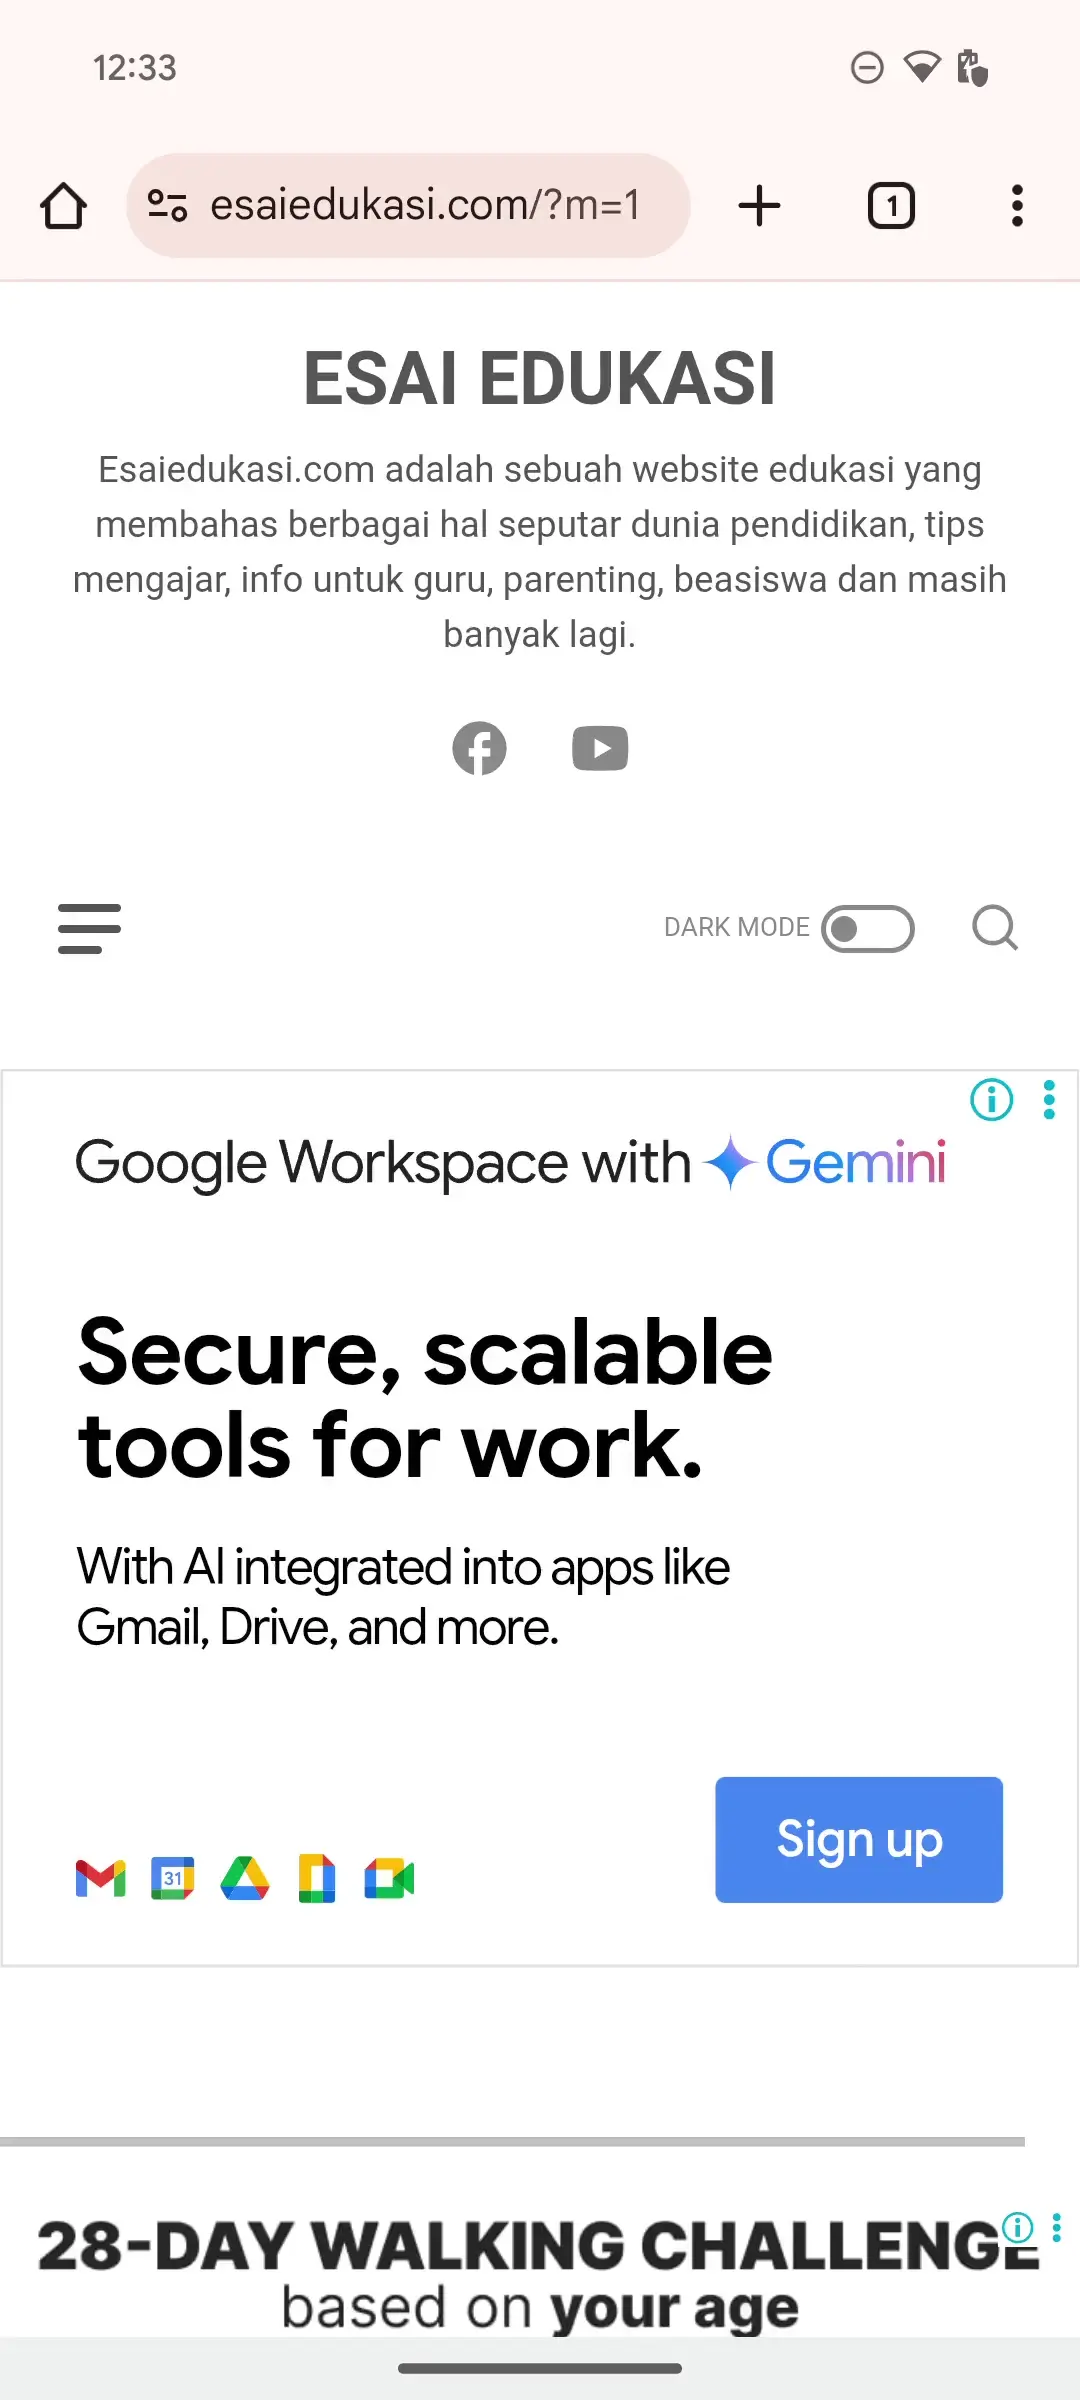 12:33
esaiedukasi.com/?m=1
1
ESAI EDUKASI
Esaiedukasi.com adalah sebuah website edukasi yang
membahas berbagai hal seputar dunia pendidikan, tips
mengajar, info untuk guru, parenting, beasiswa dan masih
banyak lagi.
DARK MODE
Google Workspace with Gemini
Secure, scalable
tools for work.
With AI integrated into apps like
Gmail, Drive, and more.
31
Sign up
28-DAY WALKING CHALLENGE
based on your age